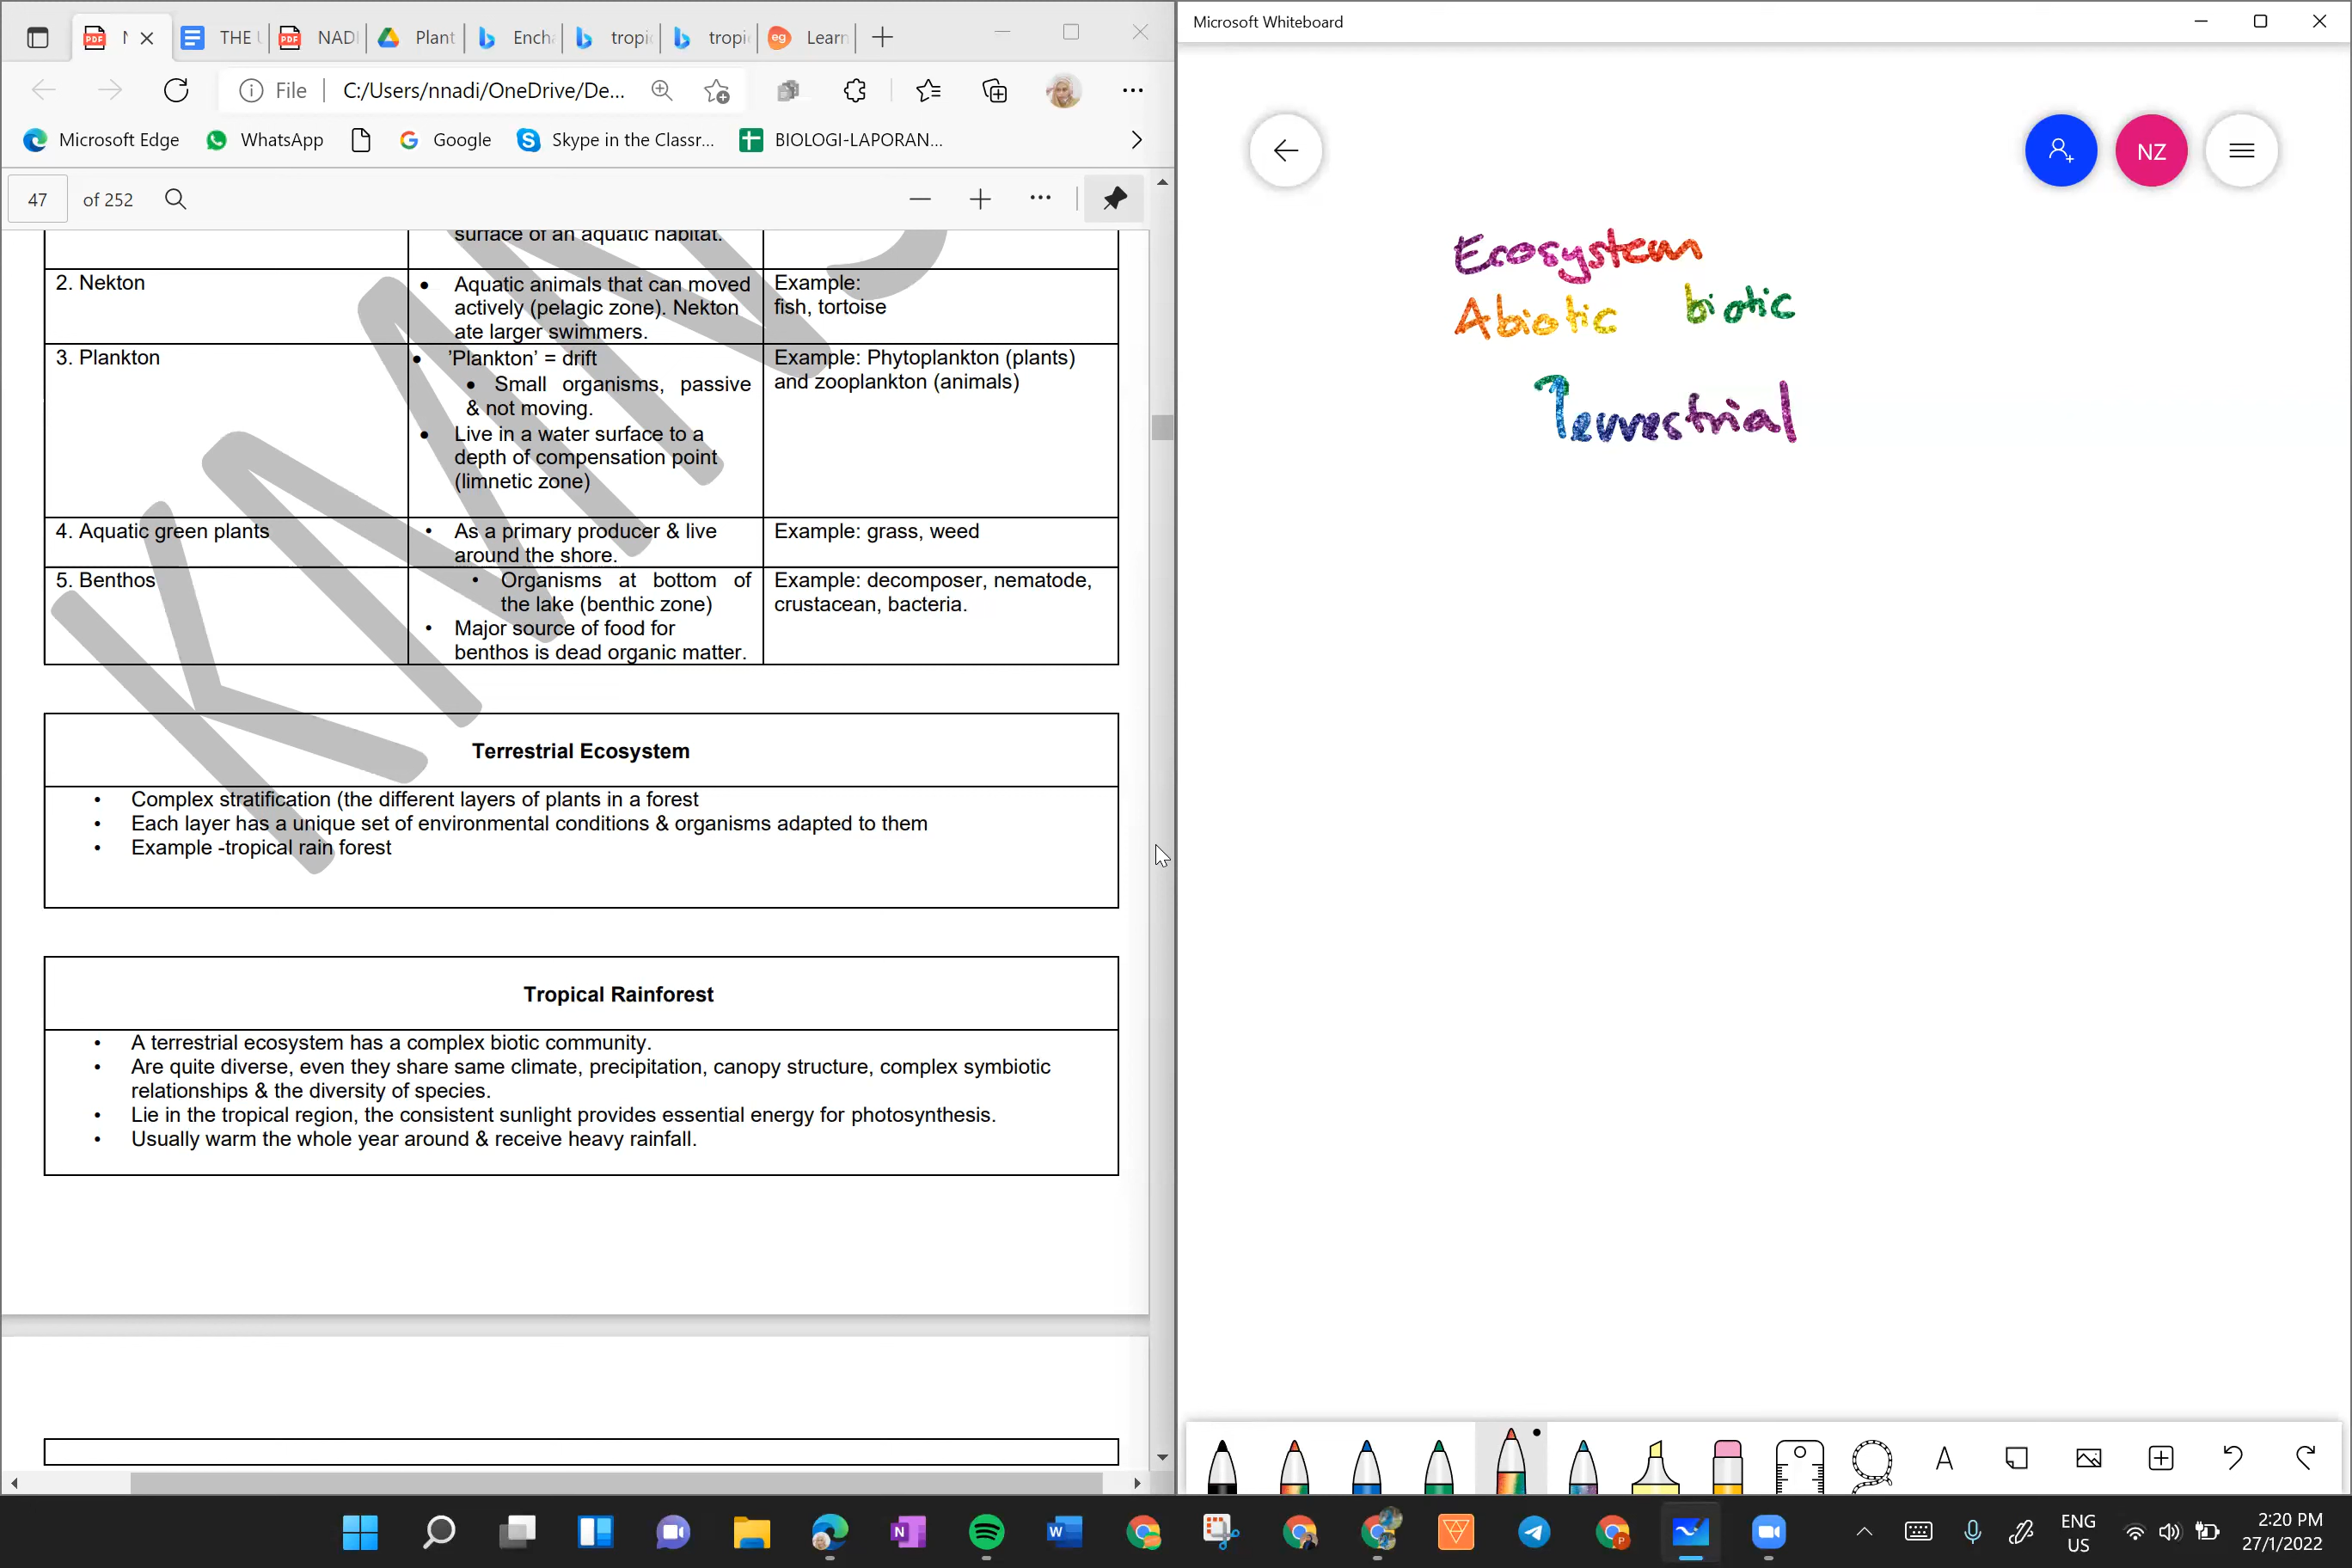 Microsoft Whiteboard
N
THE U
NADI
Plant
Encha
tropic
tropic
Learn
File
C:/Users/nnadi/OneDrive/De...
Microsoft Edge
WhatsApp
Google
Skype in the Classr...
BIOLOGI-LAPORAN...
47 of 252
NZ
KMNS
surface of an aquatic habitat.
2. Nekton
• Aquatic animals that can moved
actively (pelagic zone). Nekton
ate larger swimmers.
Example:
fish, tortoise
3. Plankton
• 'Plankton' = drift
• Small organisms, passive
& not moving.
• Live in a water surface to a
depth of compensation point
(limnetic zone)
Example: Phytoplankton (plants)
and zooplankton (animals)
4. Aquatic green plants
• As a primary producer & live
around the shore.
Example: grass, weed
5. Benthos
• Organisms at bottom of
the lake (benthic zone)
• Major source of food for
benthos is dead organic matter.
Example: decomposer, nematode,
crustacean, bacteria.
Terrestrial Ecosystem
• Complex stratification (the different layers of plants in a forest
• Each layer has a unique set of environmental conditions & organisms adapted to them
• Example -tropical rain forest
Tropical Rainforest
• A terrestrial ecosystem has a complex biotic community.
• Are quite diverse, even they share same climate, precipitation, canopy structure, complex symbiotic
relationships & the diversity of species.
• Lie in the tropical region, the consistent sunlight provides essential energy for photosynthesis.
• Usually warm the whole year around & receive heavy rainfall.
Ecosystem
Abiotic biotic
Terrestrial
ENG
US
2:20 PM
27/1/2022